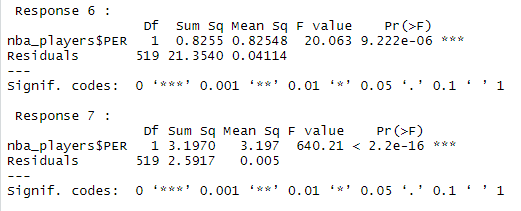 Response 6 :
Df Sum Sq Mean Sq F value Pr(>F)
nba_players$PER 1 0.8255 0.82548 20.063 9.222e-06 ***
Residuals 519 21.3540 0.04114
---
Signif. codes: 0 ‘***’ 0.001 ‘**’ 0.01 ‘*’ 0.05 ‘.’ 0.1 ‘ ’ 1
Response 7 :
Df Sum Sq Mean Sq F value Pr(>F)
nba_players$PER 1 3.1970 3.197 640.21 < 2.2e-16 ***
Residuals 519 2.5917 0.005
---
Signif. codes: 0 ‘***’ 0.001 ‘**’ 0.01 ‘*’ 0.05 ‘.’ 0.1 ‘ ’ 1